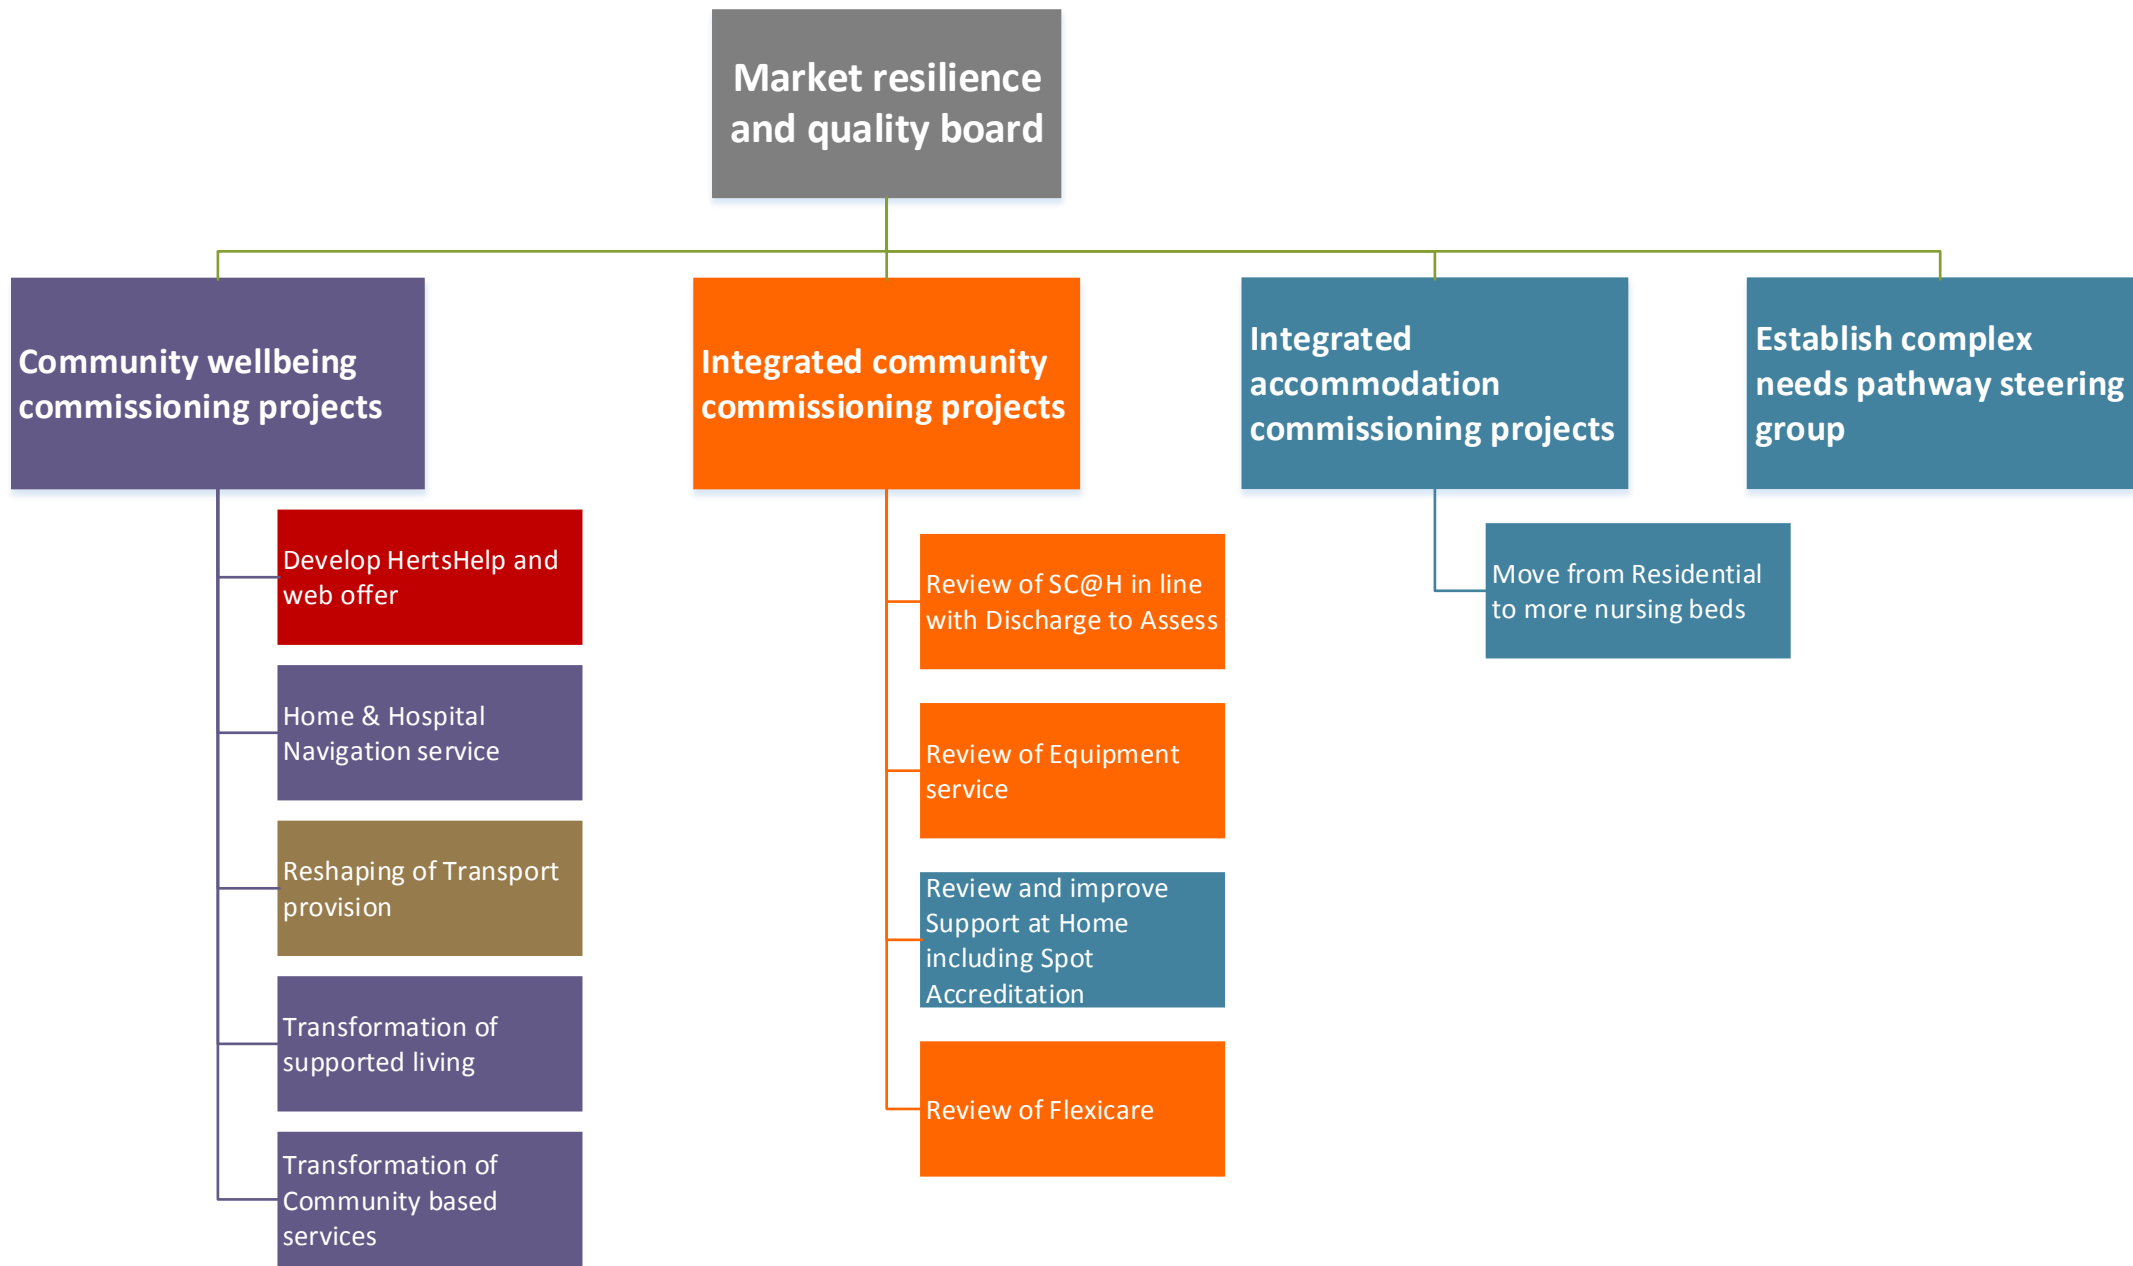 Market resilience
and quality board
Community wellbeing
commissioning projects
Develop HertsHelp and
web offer
Home & Hospital
Navigation service
Reshaping of Transport
provision
Transformation of
supported living
Transformation of
Community based
services
Integrated community
commissioning projects
Review of SC@H in line
with Discharge to Assess
Review of Equipment
service
Review and improve
Support at Home
including Spot
Accreditation
Review of Flexicare
Integrated
accommodation
commissioning projects
Move from Residential
to more nursing beds
Establish complex
needs pathway steering
group